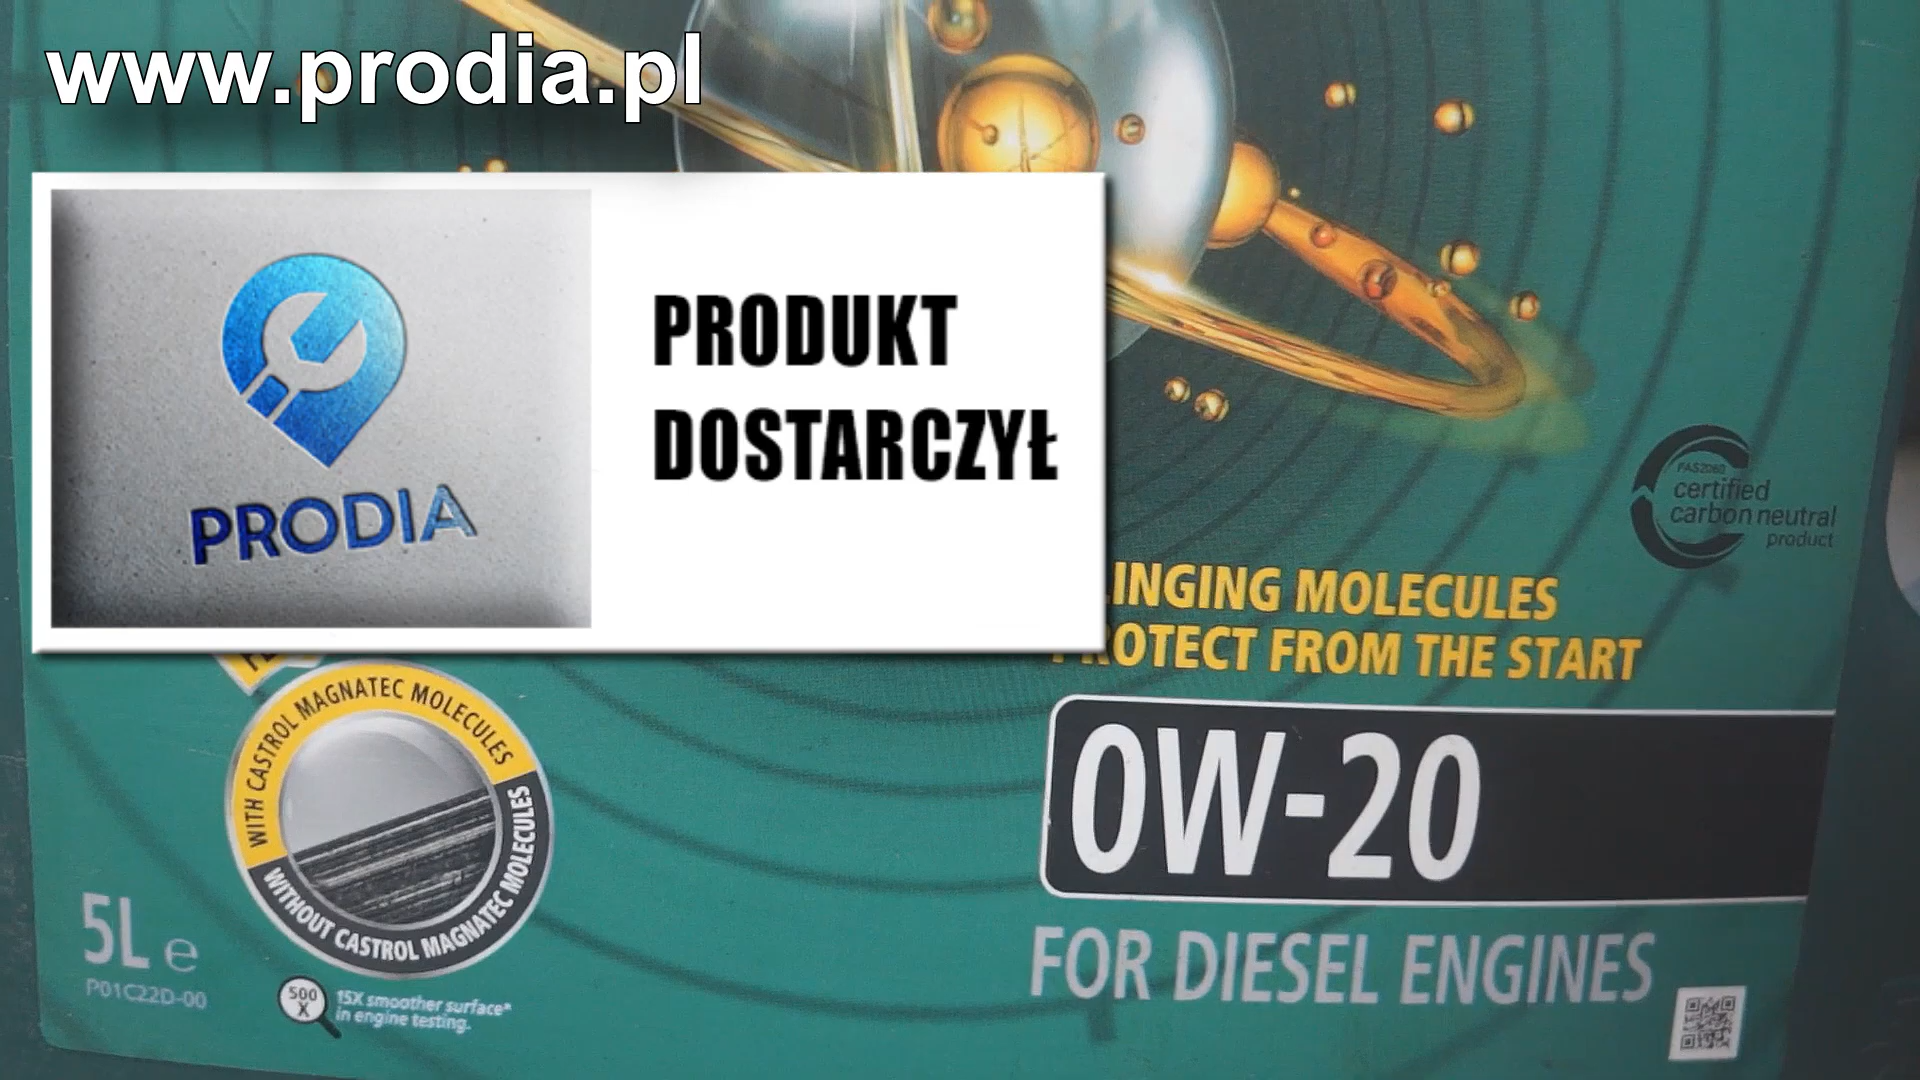 www.prodia.pl
PRODUKT
DOSTARCZYŁ
PRODIA
PAS2060
certified
carbon neutral
product
LINGING MOLECULES
PROTECT FROM THE START
0W-20
FOR DIESEL ENGINES
WITH CASTROL MAGNATEC MOLECULES
WITHOUT CASTROL MAGNATEC MOLECULES
5L e
P01C22D-00
500
X
15X smoother surface*
in engine testing.